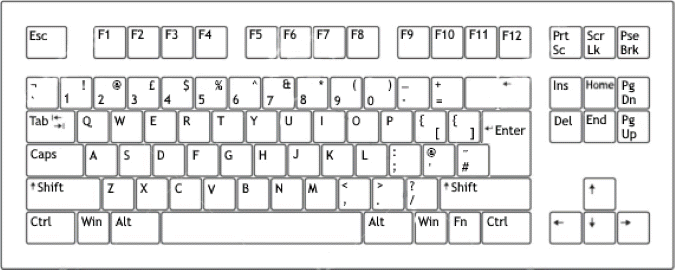 Esc F1 F2 F3 F4 F5 F6 F7 F8 F9 F10 F11 F12 Prt Scr Pse
Sc Lk Brk
¬ ! @ £ $ % ^ & * ( ) _ + ←
` 1 2 3 4 5 6 7 8 9 0 - = Ins Home Pg
Dn
Tab Q W E R T Y U I O P { { Enter Del End Pg
[ ] Up
Caps A S D F G H J K L : @ ~
; ' #
↑Shift Z X C V B N M < > ? ↑Shift ↑
, . /
Ctrl Win Alt Alt Win Fn Ctrl ← ↓ →